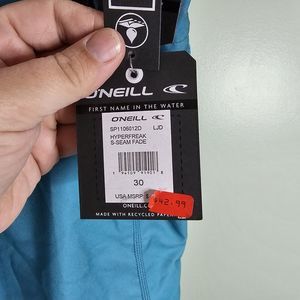 O'NEILL
FIRST NAME IN THE WATER
SP1106012D LJD
HYPERFREAK
S-SEAM FADE
30
USA MSRP $
$42.99
MADE WITH RECYCLED PAPER